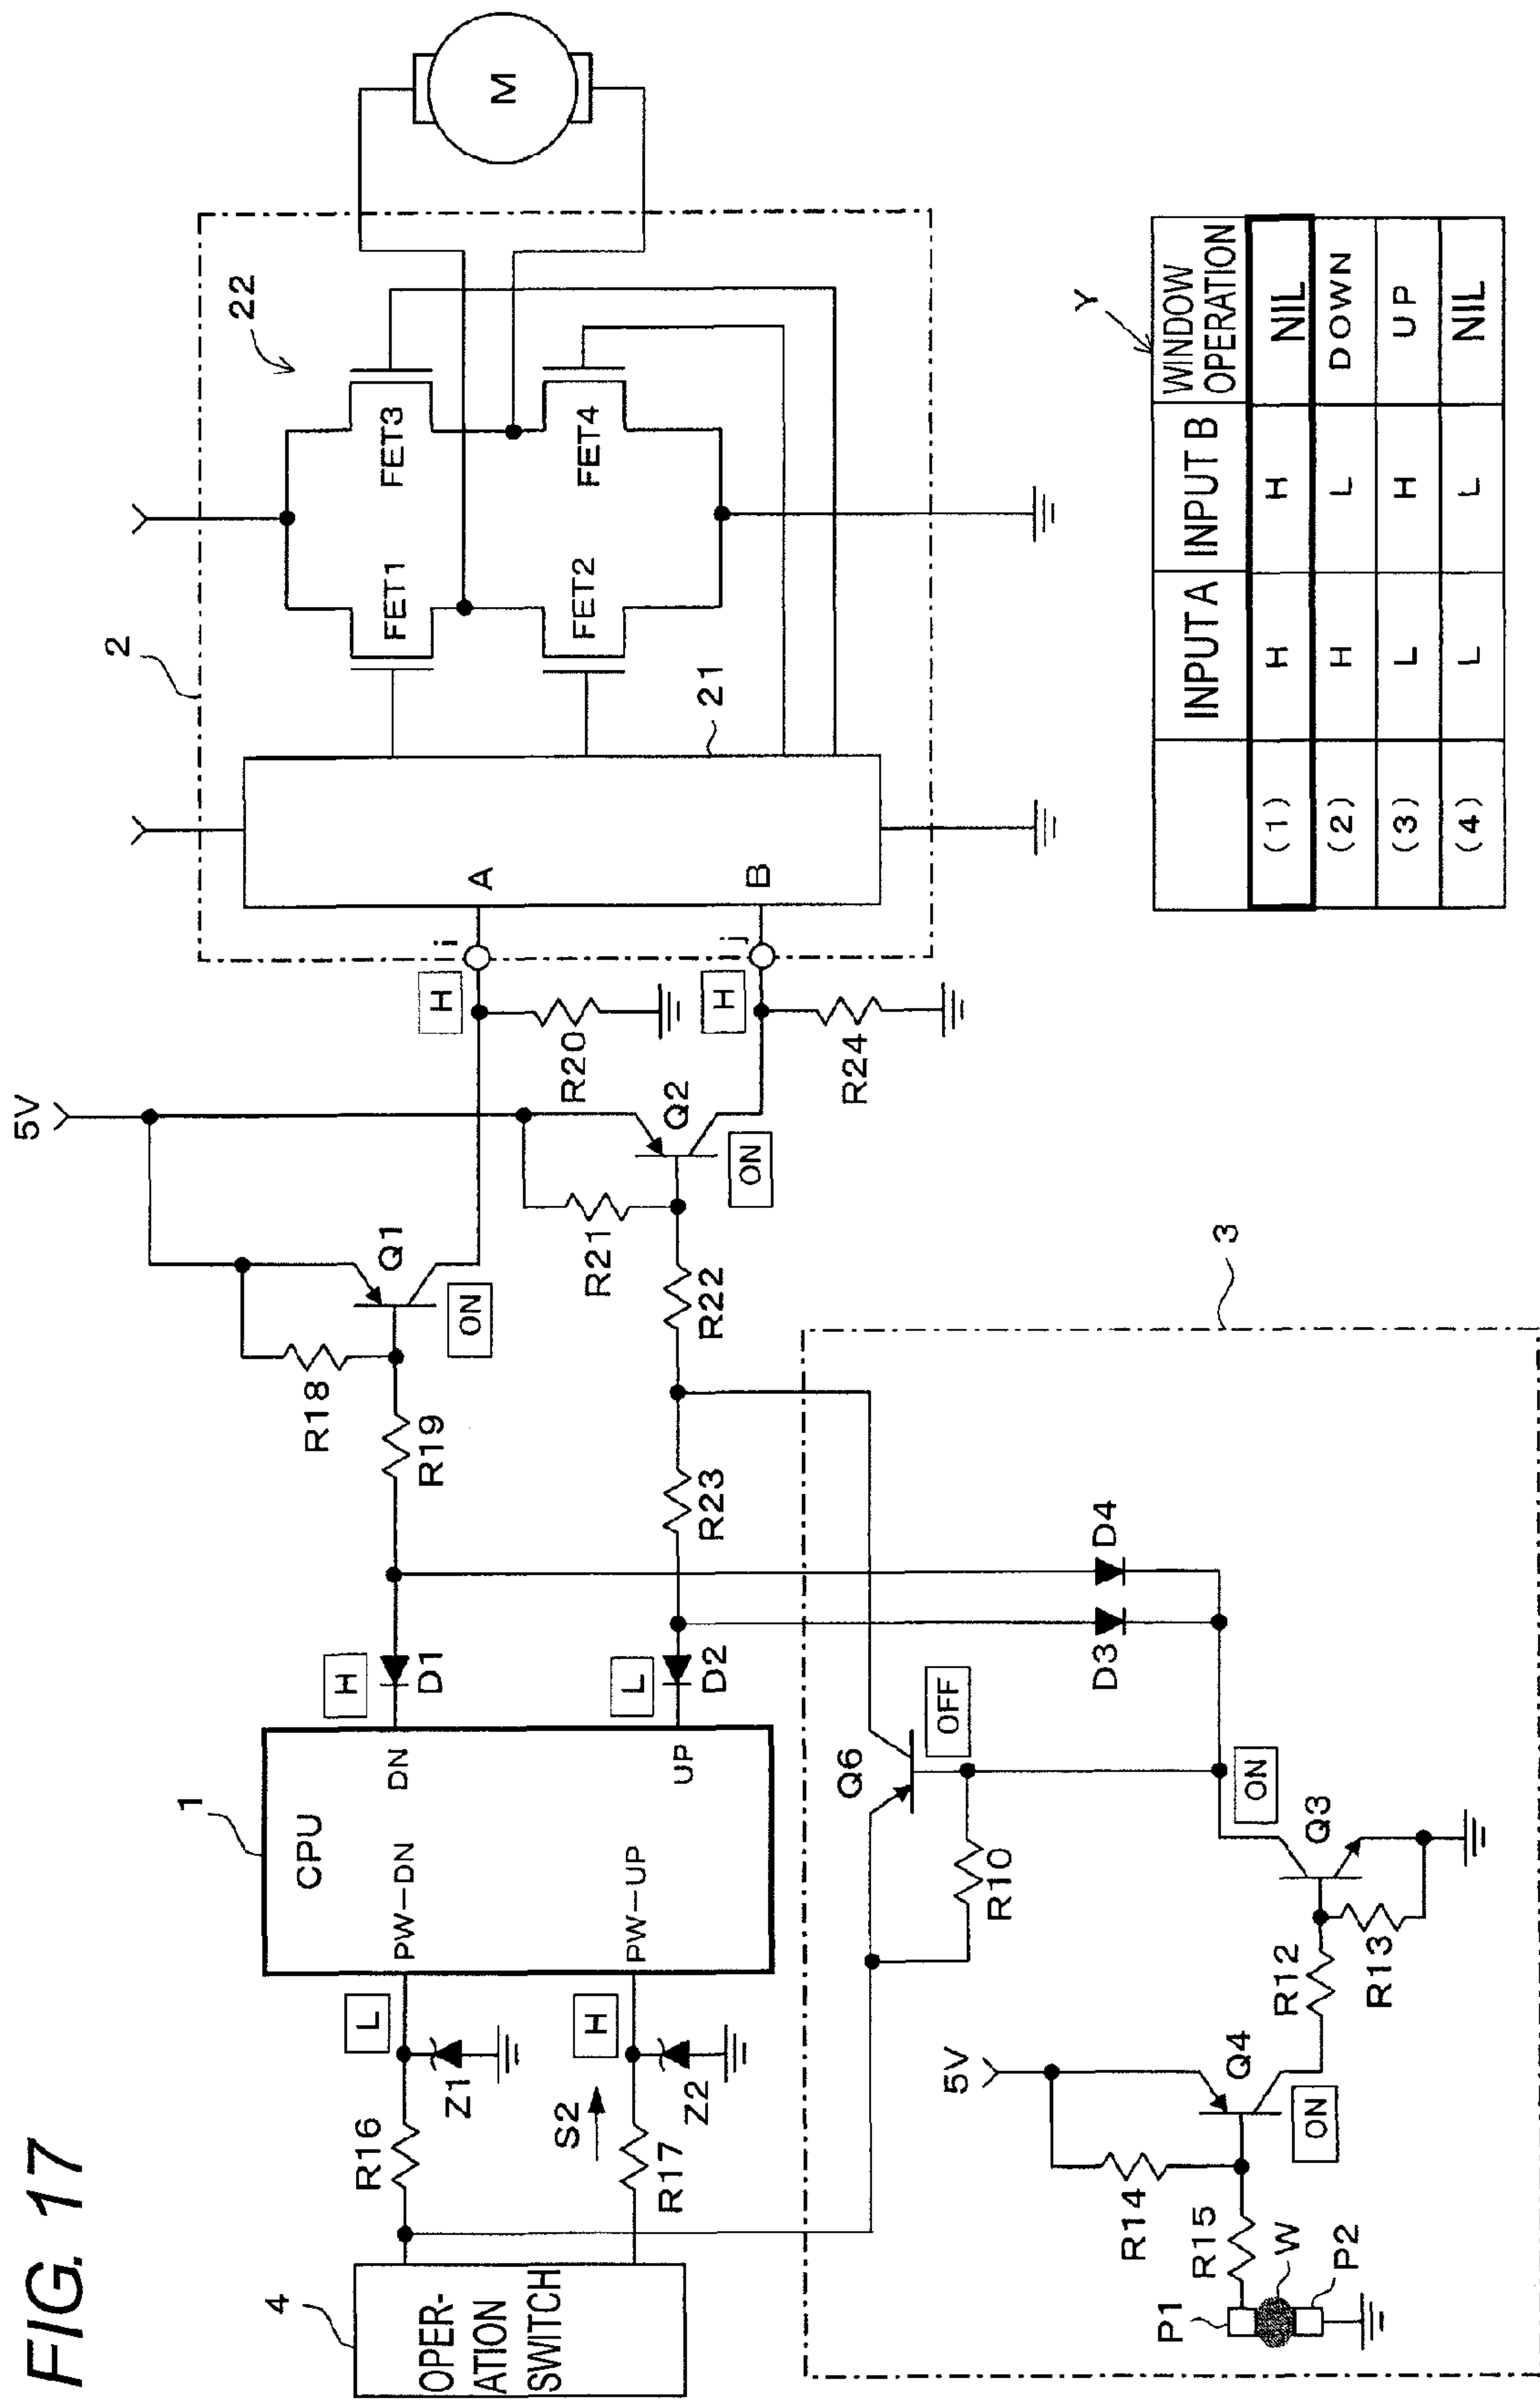 FIG. 17
4
OPER-
ATION
SWITCH
R16
Z1
L
S2
R17
Z2
H
1
CPU
PW-DN
PW-UP
DN
UP
H
D1
L
D2
R18
R19
Q1
ON
5V
R23
R22
R21
Q2
ON
R20
R24
H
i
H
j
2
A
B
21
22
FET1
FET2
FET3
FET4
M
3
Q6
OFF
R10
D3
D4
ON
Q3
R12
R13
5V
Q4
ON
R14
R15
P1
W
P2
Y
INPUT A INPUT B WINDOW
OPERATION
(1) H H NIL
(2) H L DOWN
(3) L H UP
(4) L L NIL